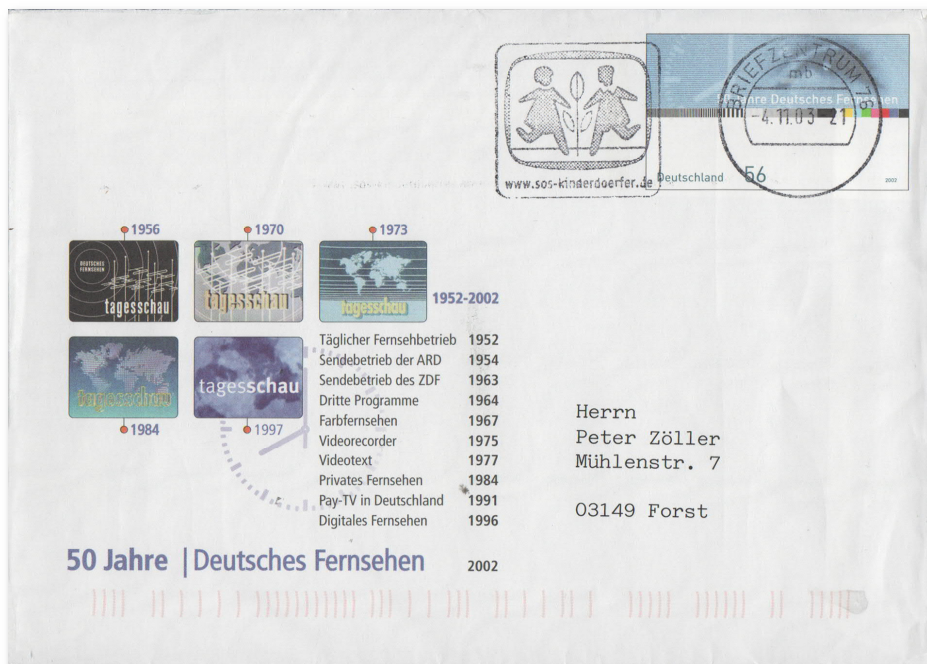 BRIEFZENTRUM 76
mb
-4.11.03 21
Jahre Deutsches Fernsehen
www.sos-kinderdoerfer.de
Deutschland 56
2002
1956
1970
1973
DEUTSCHES
FERNSEHEN
tagesschau
tagesschau
tagesschau
1952-2002
tagesschau
tagesschau
1984
1997
Täglicher Fernsehbetrieb 1952
Sendebetrieb der ARD 1954
Sendebetrieb des ZDF 1963
Dritte Programme 1964
Farbfernsehen 1967
Videorecorder 1975
Videotext 1977
Privates Fernsehen 1984
Pay-TV in Deutschland 1991
Digitales Fernsehen 1996
Herrn
Peter Zöller
Mühlenstr. 7
03149 Forst
50 Jahre | Deutsches Fernsehen 2002